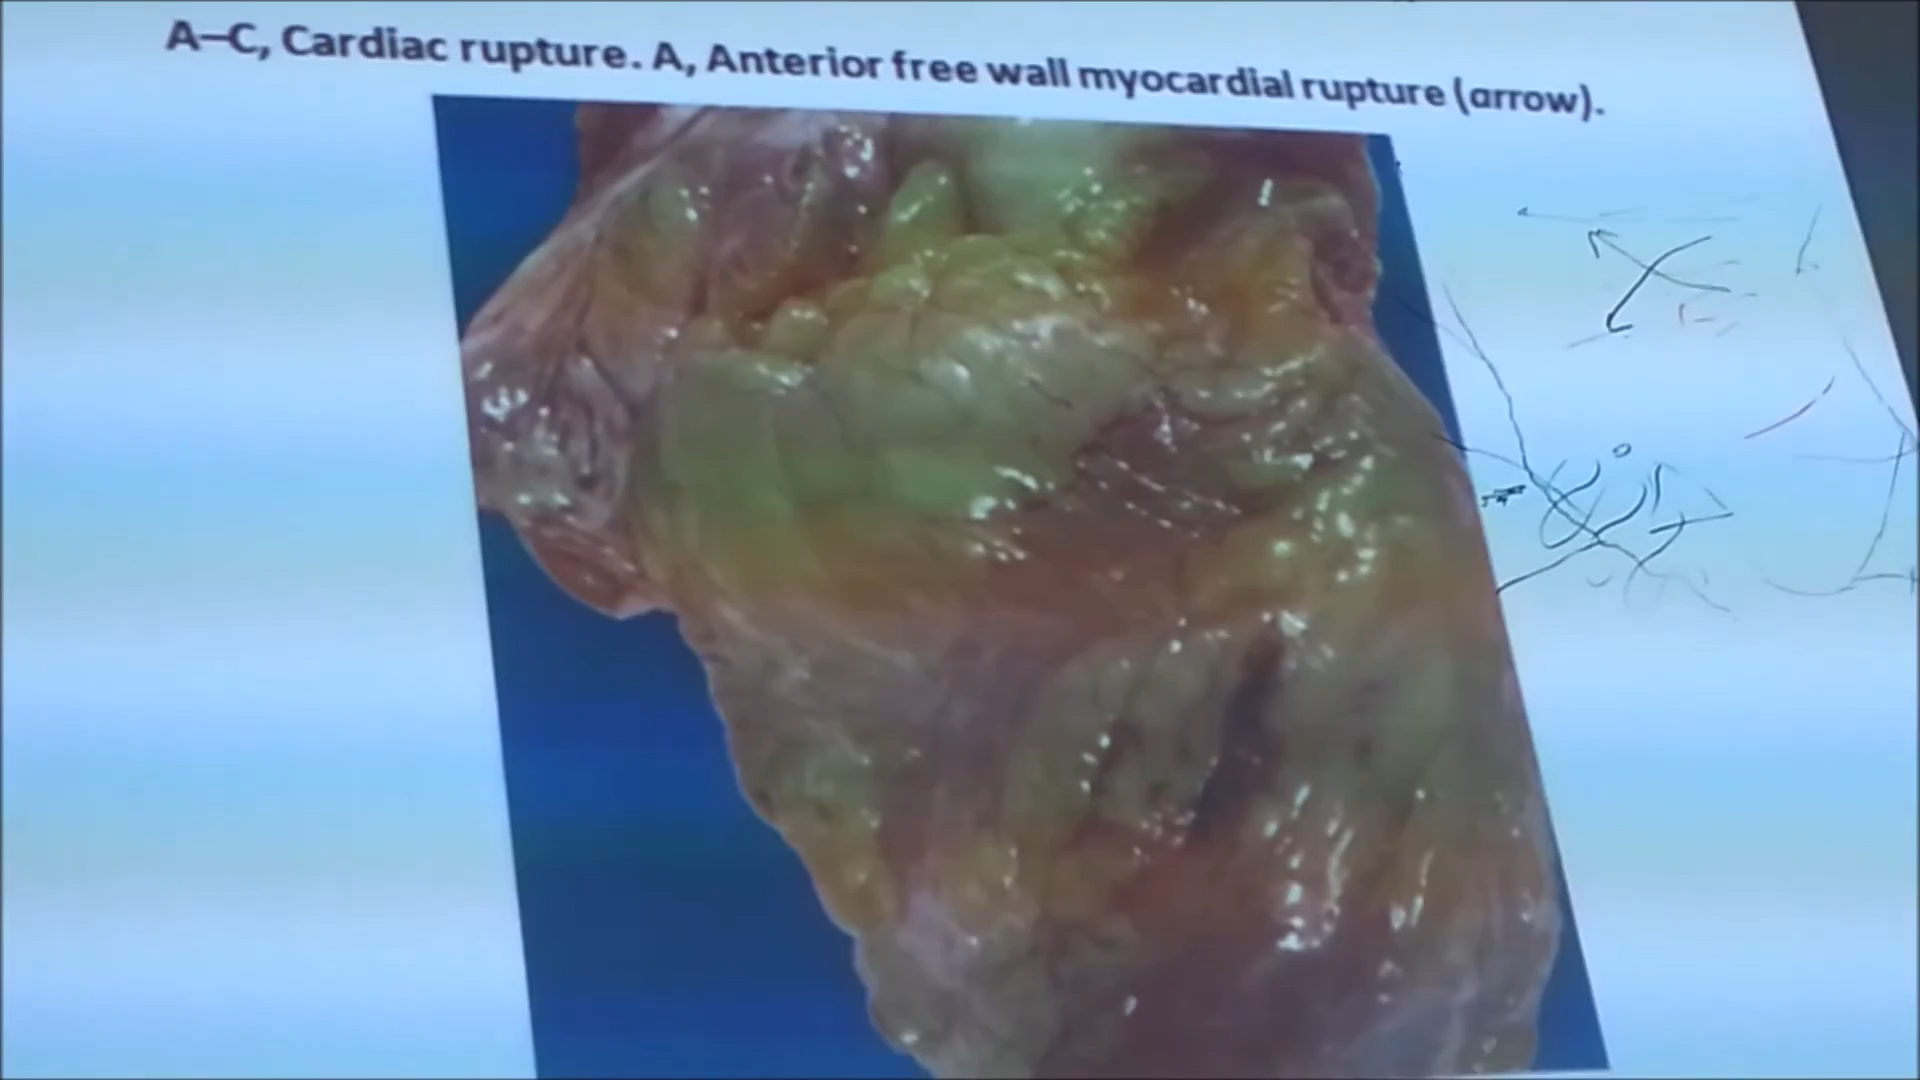 A–C, Cardiac rupture. A, Anterior free wall myocardial rupture (arrow).